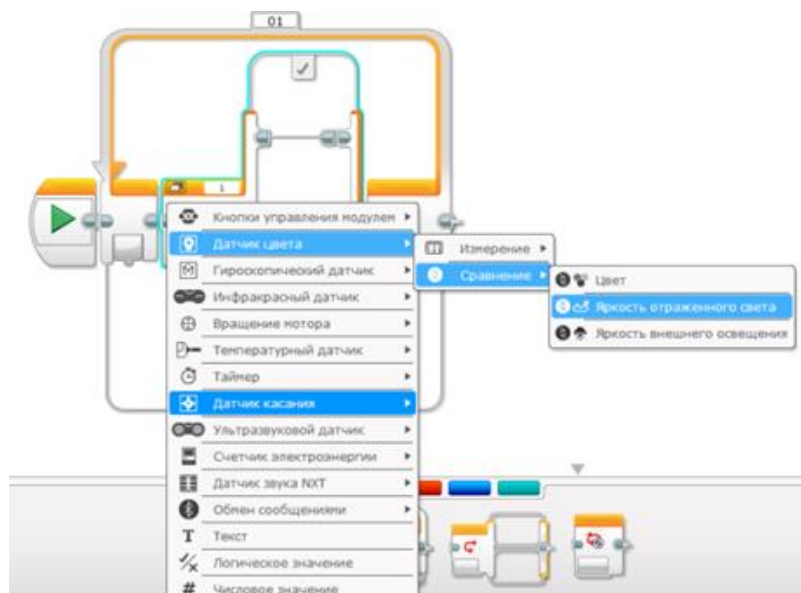 01
1
Кнопки управления модулем
Датчик цвета
Гироскопический датчик
Инфракрасный датчик
Вращение мотора
Температурный датчик
Таймер
Датчик касания
Ультразвуковой датчик
Счетчик электроэнергии
Датчик звука NXT
Обмен сообщениями
T Текст
Логическое значение
# Числовое значение
Измерение
Сравнение
Цвет
Яркость отраженного света
Яркость внешнего освещения